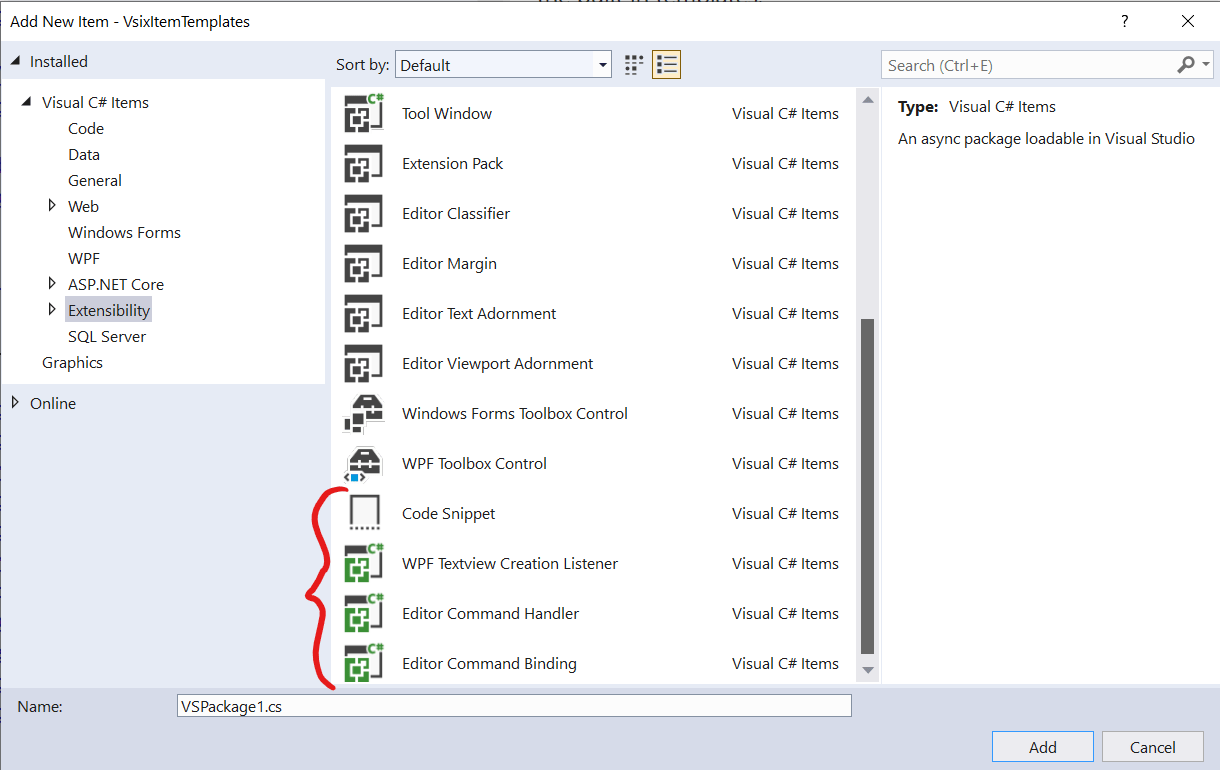 Add New Item - VsixItemTemplates
?
Installed
Sort by: Default
Search (Ctrl+E)
Visual C# Items
Code
Data
General
Web
Windows Forms
WPF
ASP.NET Core
Extensibility
SQL Server
Graphics
Online
C# Tool Window Visual C# Items
Extension Pack Visual C# Items
Editor Classifier Visual C# Items
Editor Margin Visual C# Items
Editor Text Adornment Visual C# Items
Editor Viewport Adornment Visual C# Items
Windows Forms Toolbox Control Visual C# Items
WPF Toolbox Control Visual C# Items
Code Snippet Visual C# Items
C# WPF Textview Creation Listener Visual C# Items
C# Editor Command Handler Visual C# Items
C# Editor Command Binding Visual C# Items
Type: Visual C# Items
An async package loadable in Visual Studio
Name: VSPackage1.cs
Add Cancel